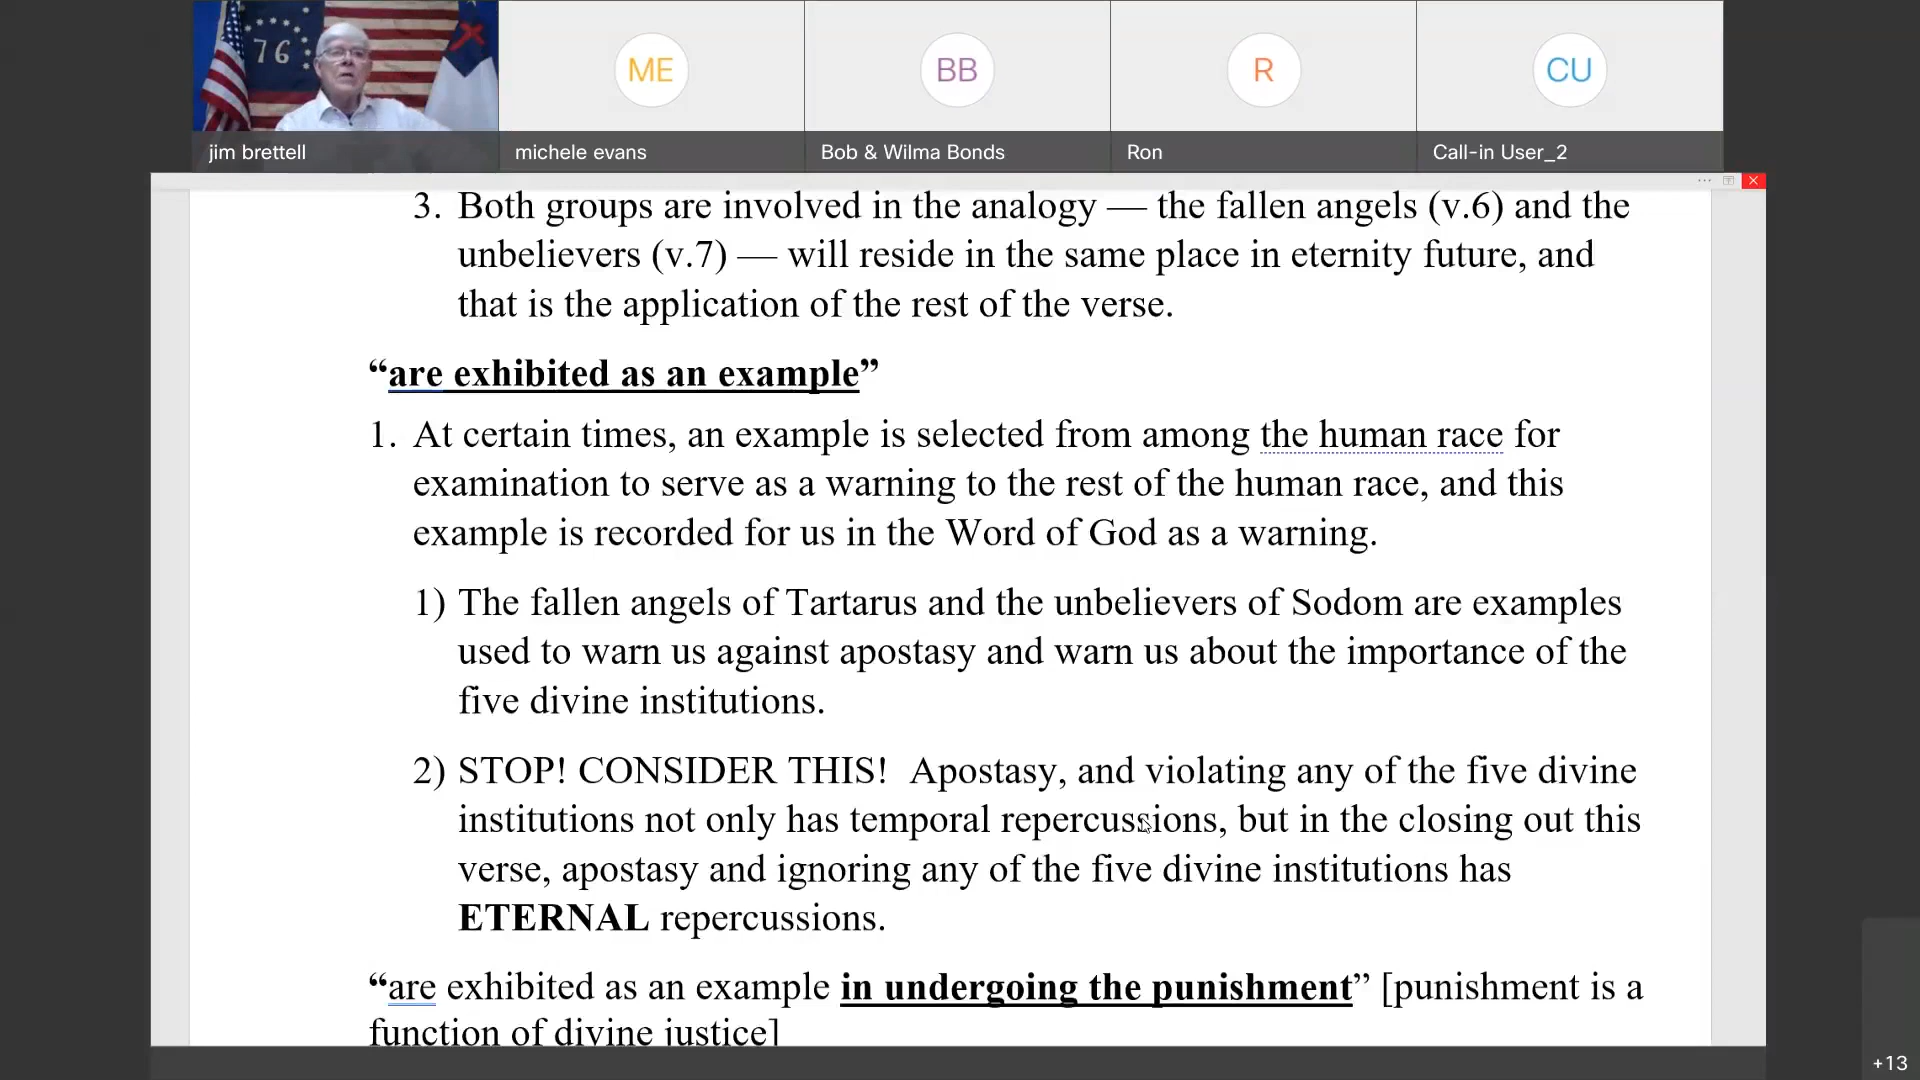 76
ME
BB
R
CU
jim brettell
michele evans
Bob & Wilma Bonds
Ron
Call-in User_2
3. Both groups are involved in the analogy — the fallen angels (v.6) and the
unbelievers (v.7) — will reside in the same place in eternity future, and
that is the application of the rest of the verse.
“are exhibited as an example”
1. At certain times, an example is selected from among the human race for
examination to serve as a warning to the rest of the human race, and this
example is recorded for us in the Word of God as a warning.
1) The fallen angels of Tartarus and the unbelievers of Sodom are examples
used to warn us against apostasy and warn us about the importance of the
five divine institutions.
2) STOP! CONSIDER THIS! Apostasy, and violating any of the five divine
institutions not only has temporal repercussions, but in the closing out this
verse, apostasy and ignoring any of the five divine institutions has
ETERNAL repercussions.
“are exhibited as an example in undergoing the punishment” [punishment is a
function of divine justice]
+13